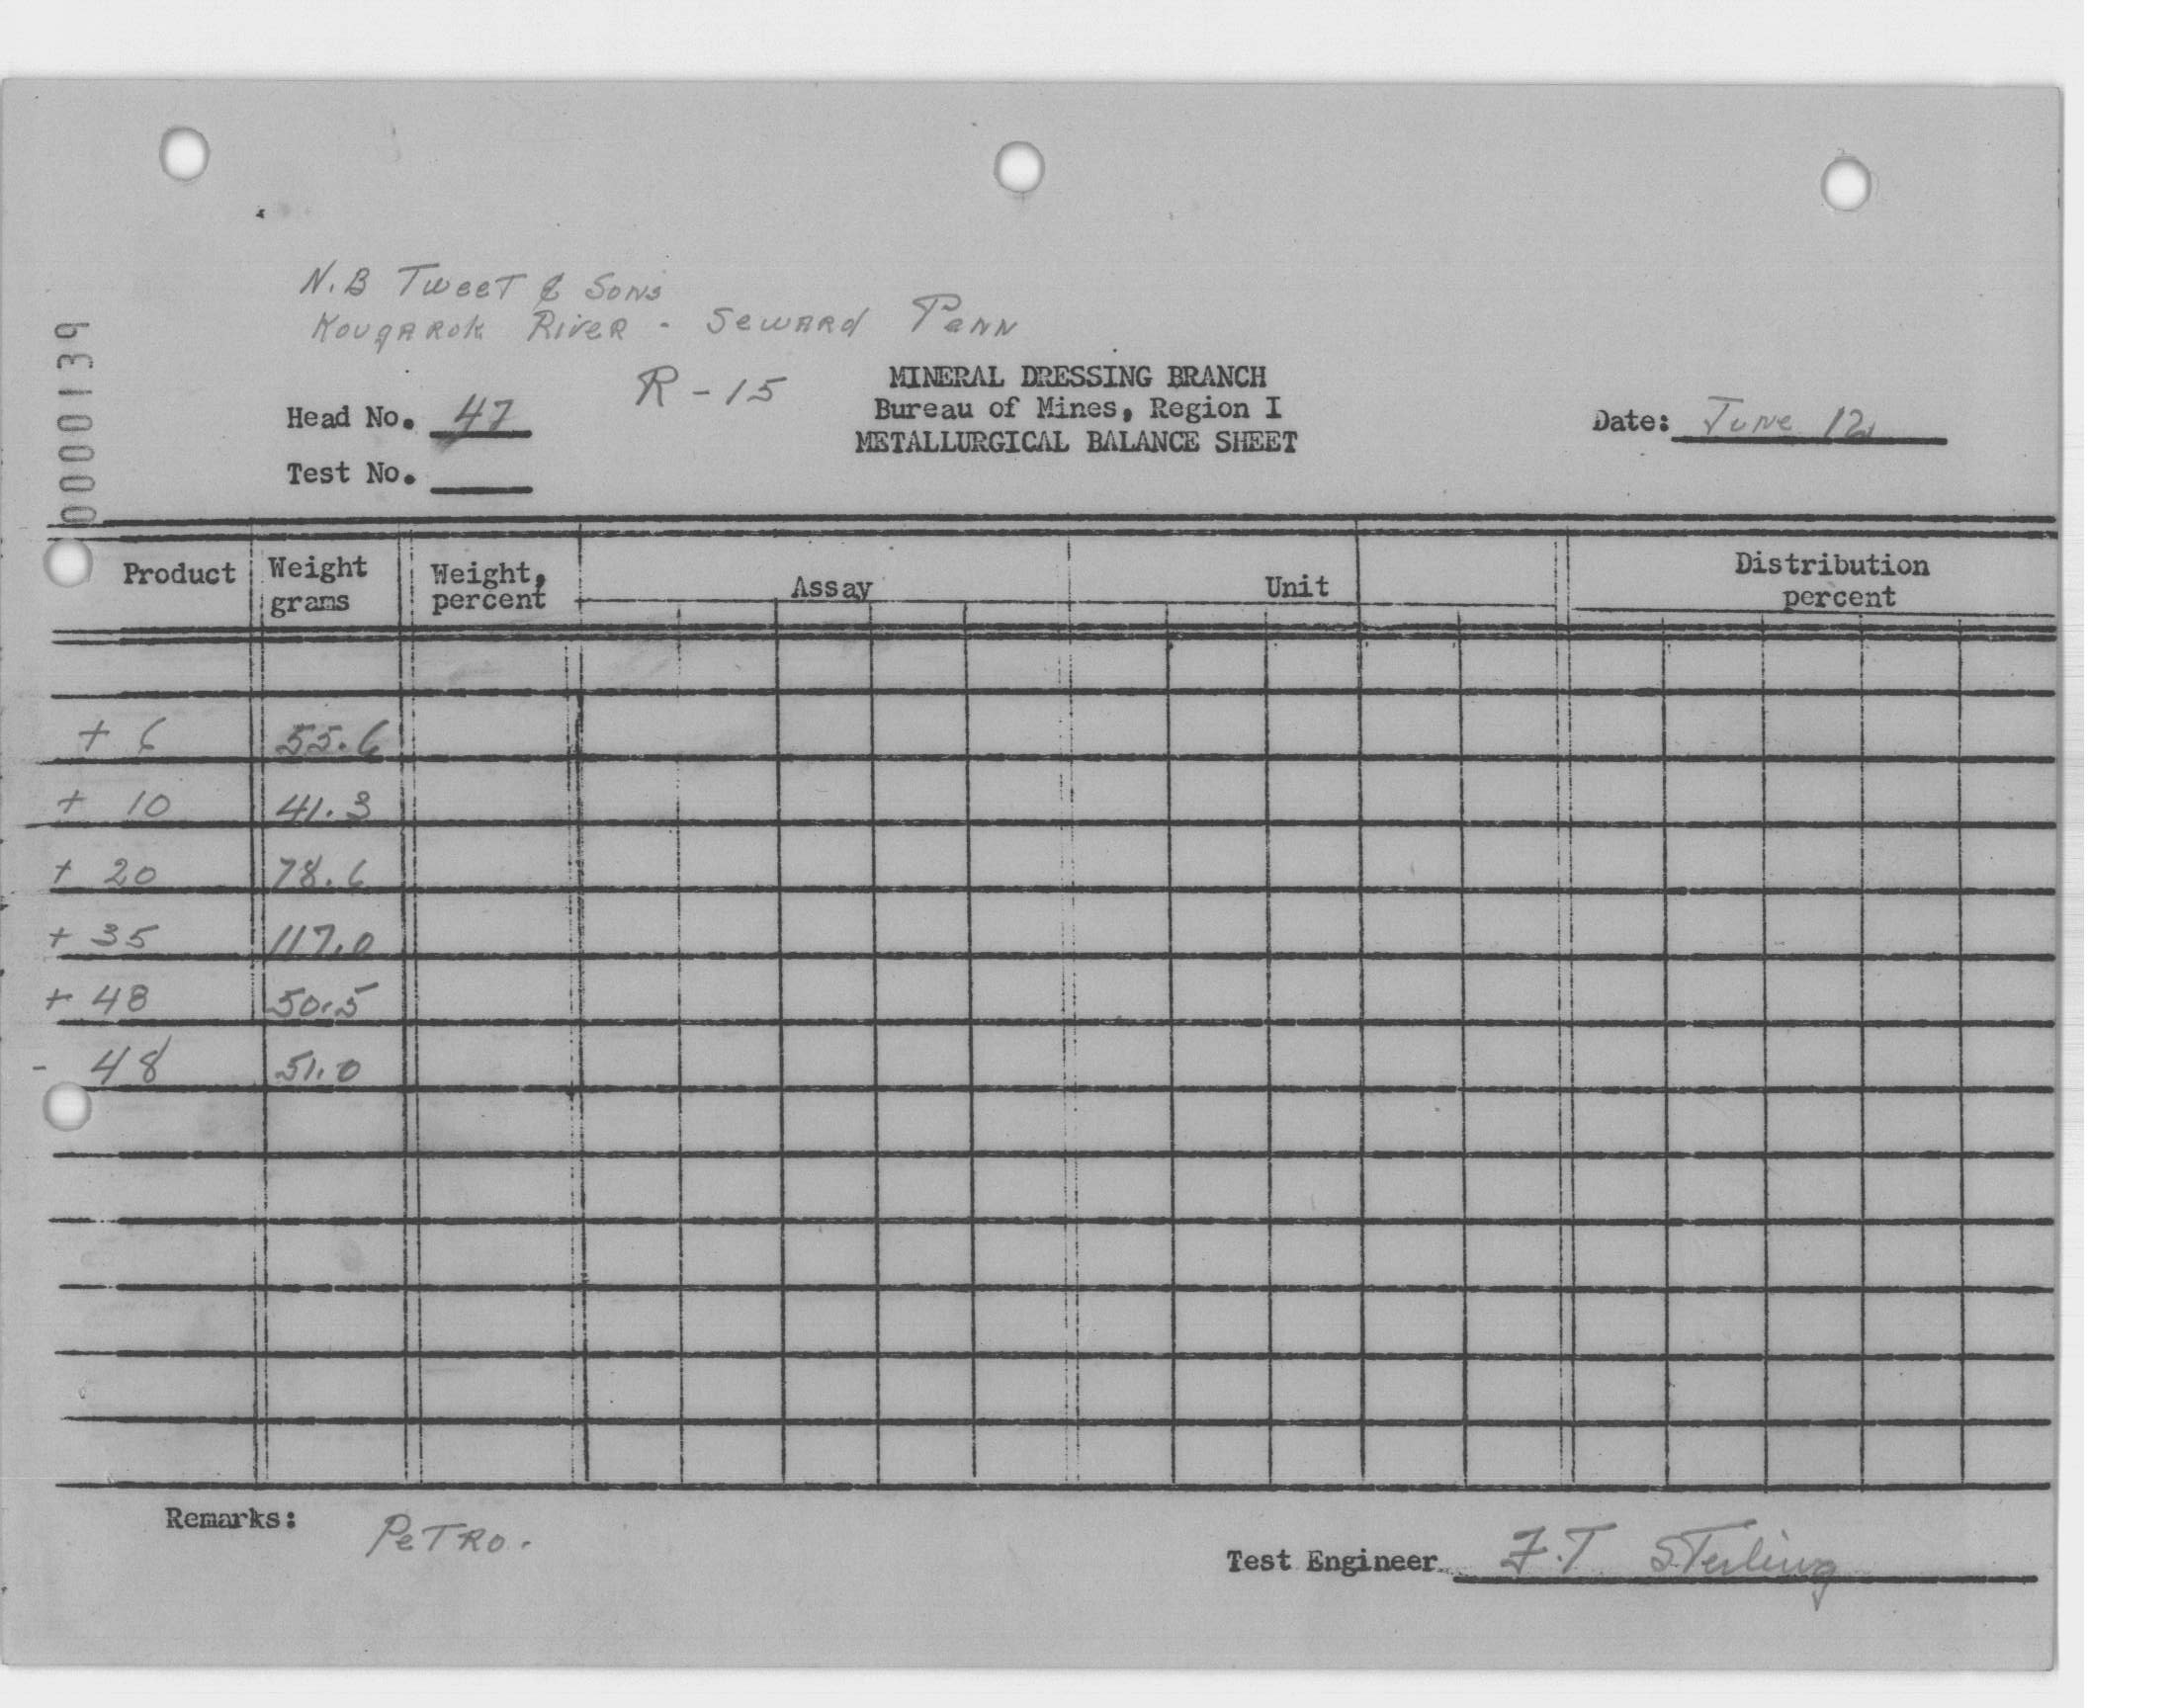 0000139
N.B Tweet & Sons
Kougarok River - Seward Penn
R-15
MINERAL DRESSING BRANCH
Bureau of Mines, Region I
METALLURGICAL BALANCE SHEET
Head No. 47
Date: June 12
Test No.
Product Weight grams Weight, percent Assay Unit Distribution percent
+ 6 55.6
+ 10 41.3
+ 20 78.6
+ 35 117.0
+ 48 50.5
- 48 51.0
Remarks: Petro.
Test Engineer F.T Sterling